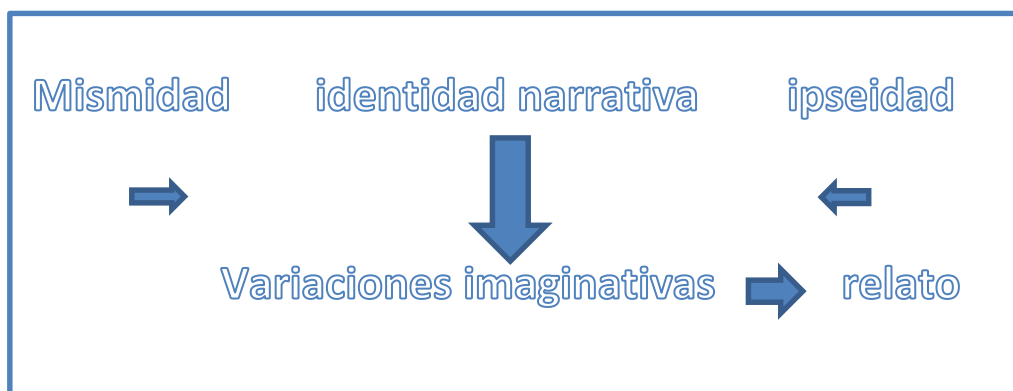 Mismidad identidad narrativa ipseidad
Variaciones imaginativas relato